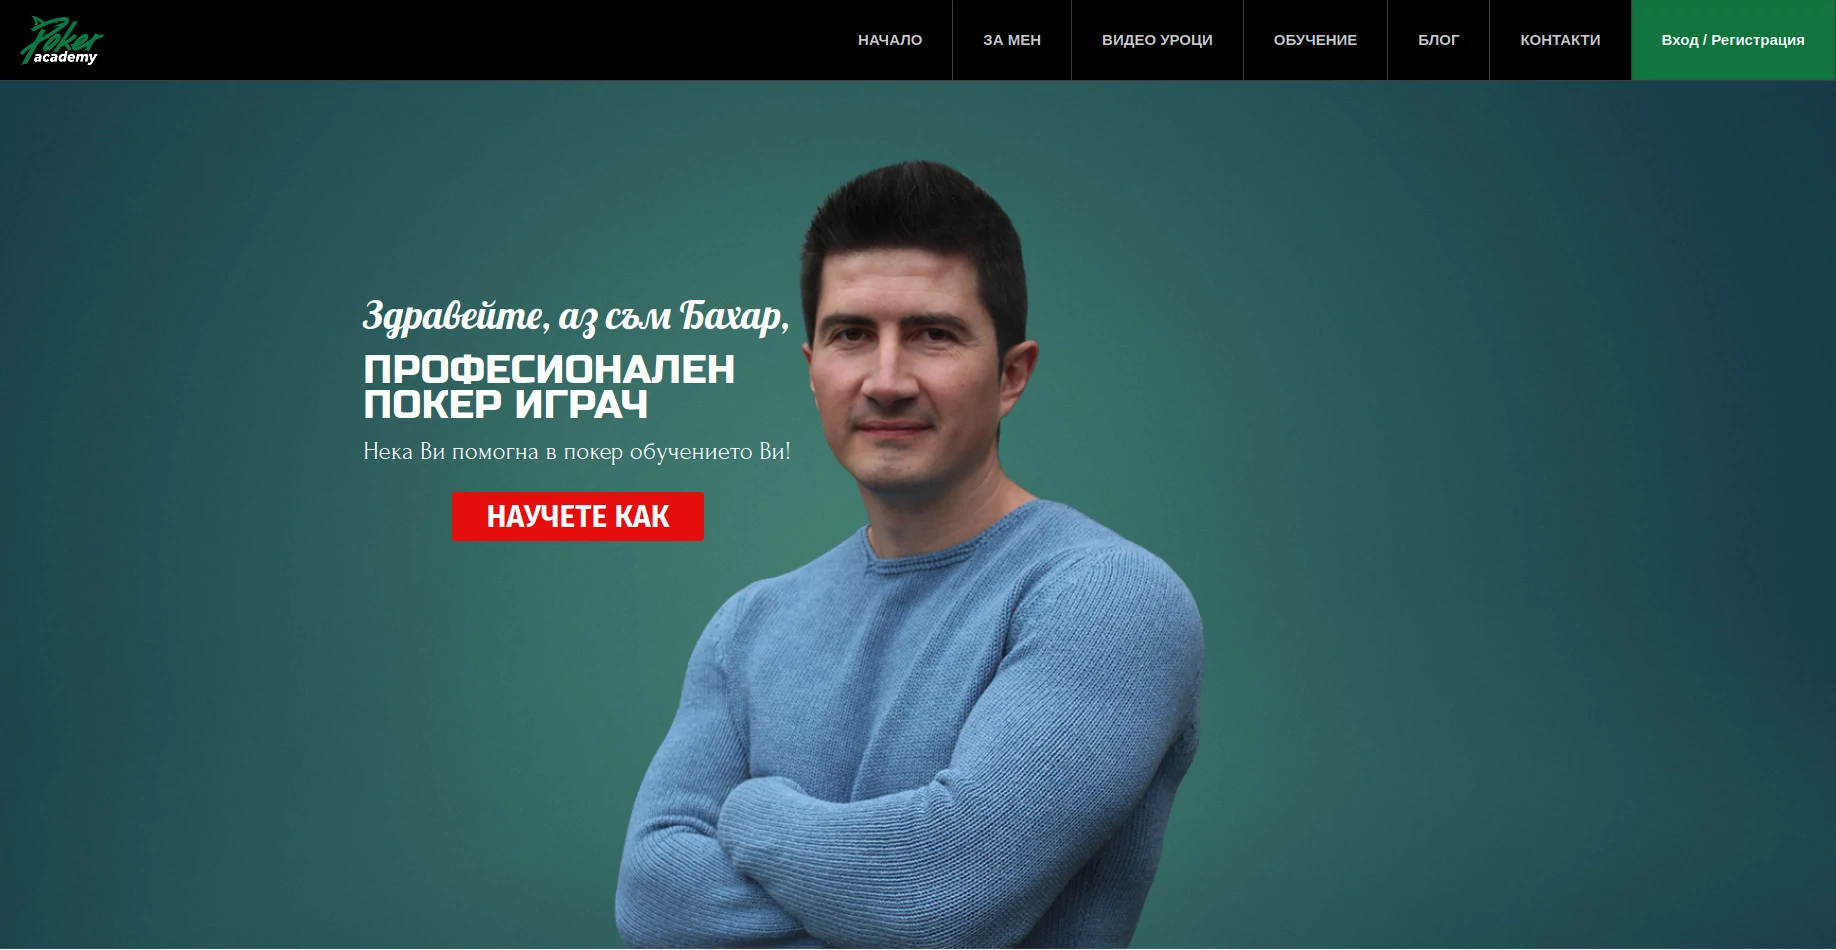 Poker
academy
НАЧАЛО
ЗА МЕН
ВИДЕО УРОЦИ
ОБУЧЕНИЕ
БЛОГ
КОНТАКТИ
Вход / Регистрация
Здравейте, аз съм Бахар,
ПРОФЕСИОНАЛЕН
ПОКЕР ИГРАЧ
Нека Ви помогна в покер обучението Ви!
НАУЧЕТЕ КАК